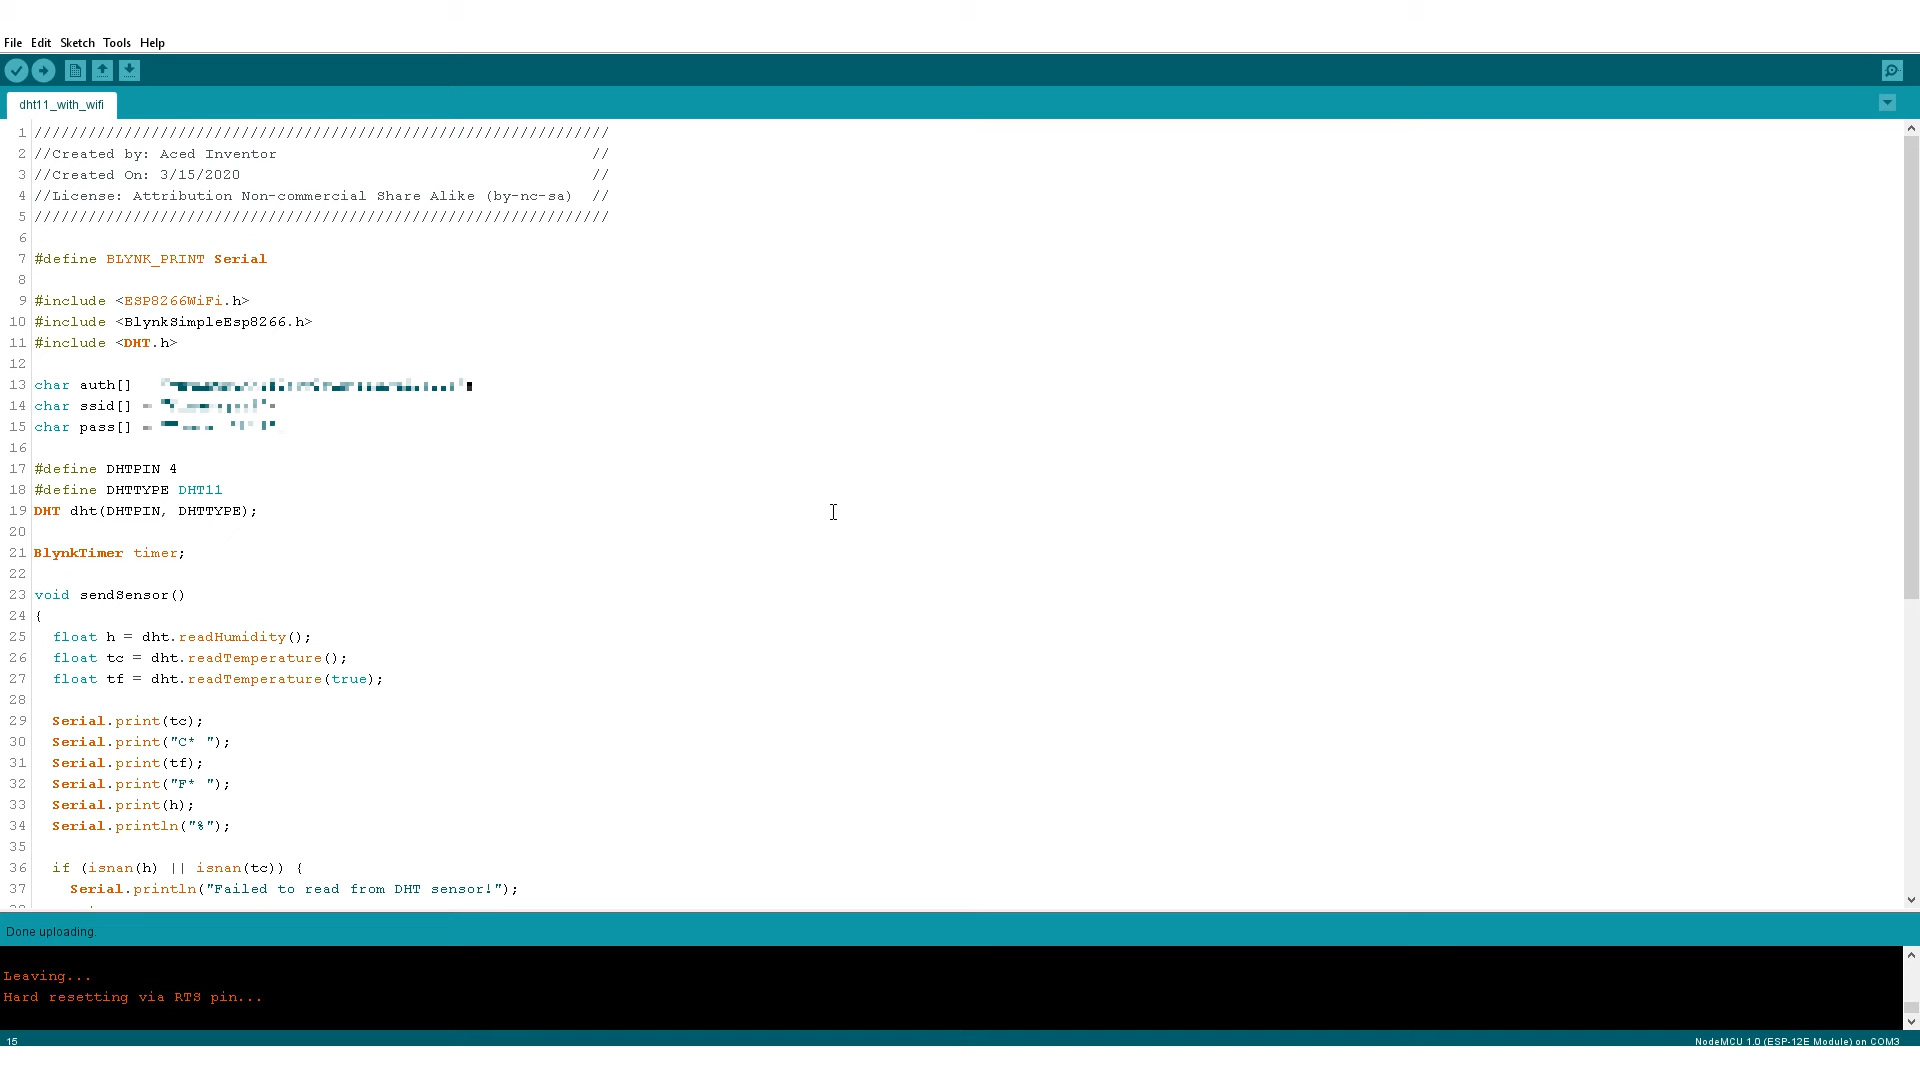 File Edit Sketch Tools Help
dht11_with_wifi
1 ////////////////////////////////////////////////////////////////
2 //Created by: Aced Inventor //
3 //Created On: 3/15/2020 //
4 //License: Attribution Non-commercial Share Alike (by-nc-sa) //
5 ////////////////////////////////////////////////////////////////
6
7 #define BLYNK_PRINT Serial
8
9 #include <ESP8266WiFi.h>
10 #include <BlynkSimpleEsp8266.h>
11 #include <DHT.h>
12
13 char auth[]
14 char ssid[] =
15 char pass[] =
16
17 #define DHTPIN 4
18 #define DHTTYPE DHT11
19 DHT dht(DHTPIN, DHTTYPE);
20
21 BlynkTimer timer;
22
23 void sendSensor()
24 {
25 float h = dht.readHumidity();
26 float tc = dht.readTemperature();
27 float tf = dht.readTemperature(true);
28
29 Serial.print(tc);
30 Serial.print("C* ");
31 Serial.print(tf);
32 Serial.print("F* ");
33 Serial.print(h);
34 Serial.println("%");
35
36 if (isnan(h) || isnan(tc)) {
37 Serial.println("Failed to read from DHT sensor!");
Done uploading.
Leaving...
Hard resetting via RTS pin...
15 NodeMCU 1.0 (ESP-12E Module) on COM3